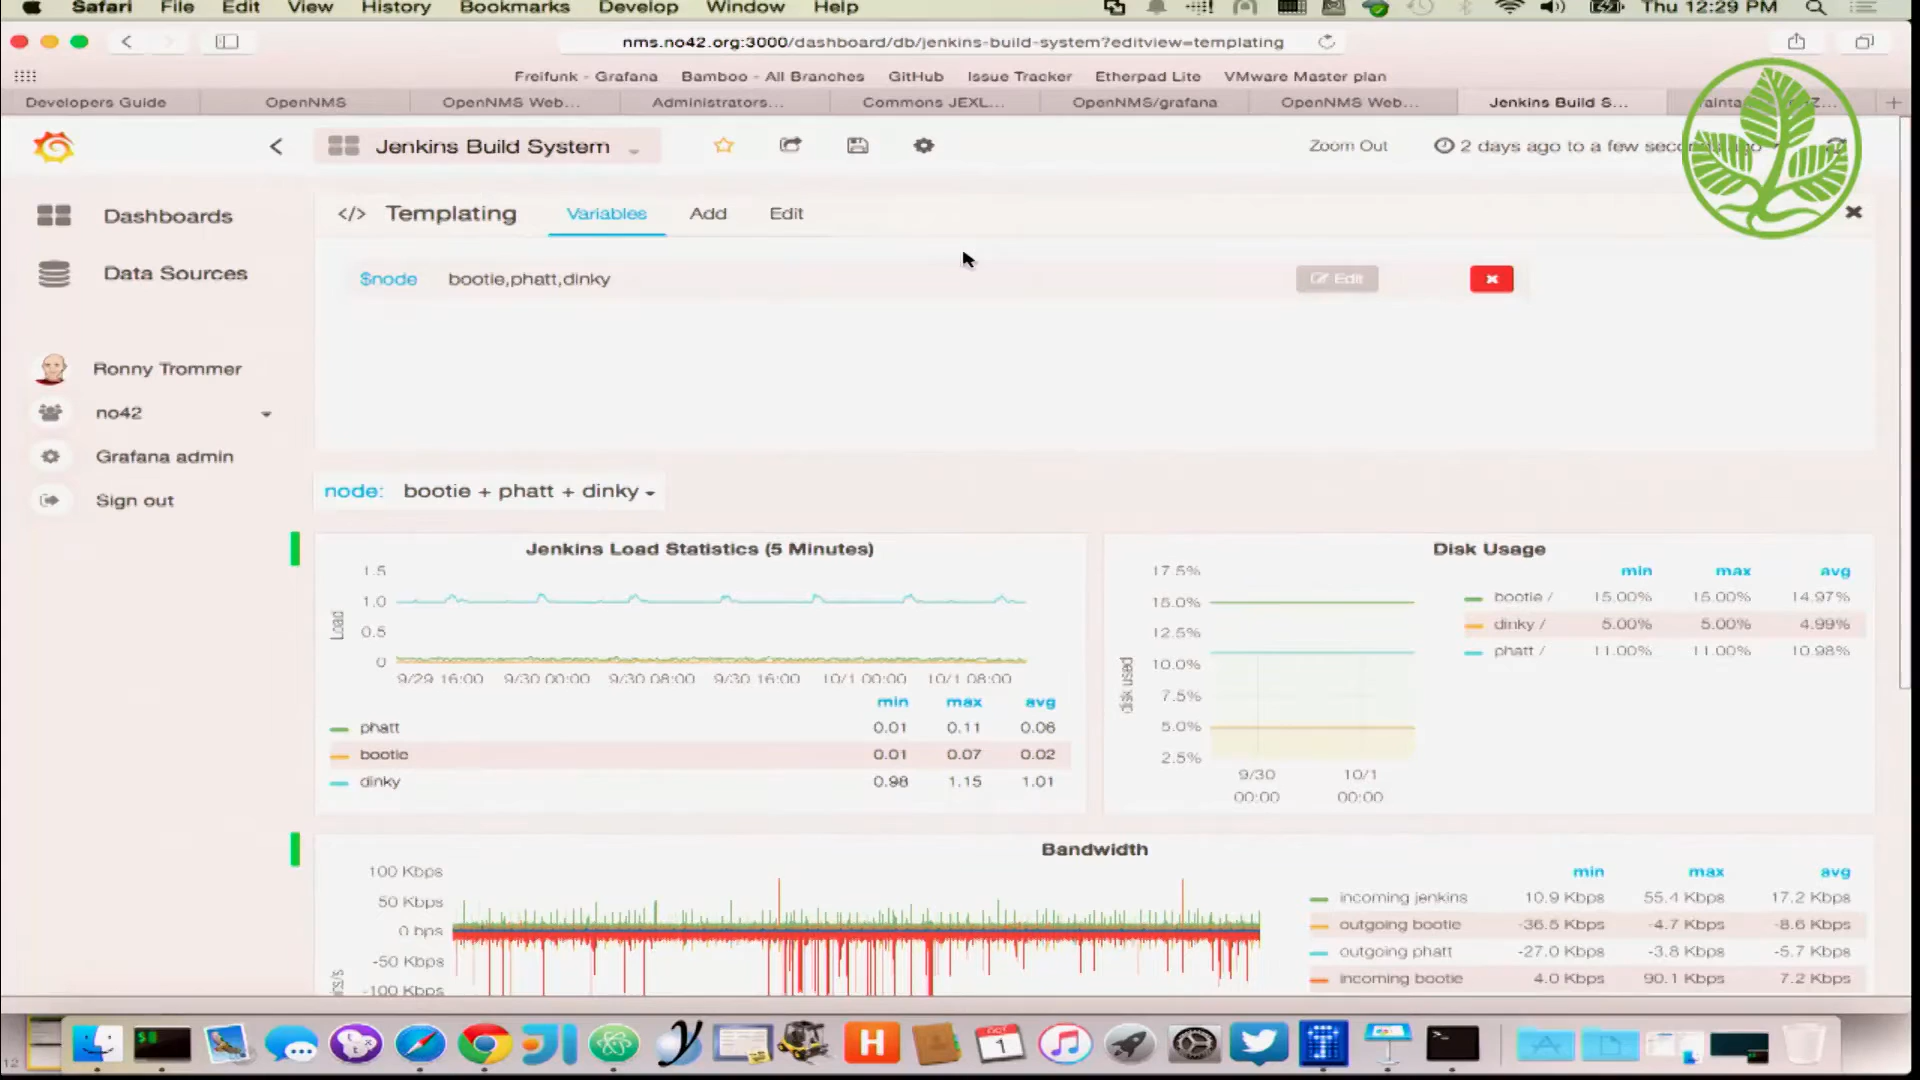 Safari File Edit View History Bookmarks Develop Window Help Thu 12:29 PM
nms.no42.org:3000/dashboard/db/jenkins-build-system?editview=templating
Freifunk - Grafana Bamboo - All Branches GitHub Issue Tracker Etherpad Lite VMware Master plan
Developers Guide OpenNMS OpenNMS Web... Administrators... Commons JEXL... OpenNMS/grafana OpenNMS Web... Jenkins Build S...
Jenkins Build System Zoom Out 2 days ago to a few seconds ago
Dashboards
Data Sources
Ronny Trommer
no42
Grafana admin
Sign out
</> Templating Variables Add Edit
$node bootie,phatt,dinky Edit
node: bootie + phatt + dinky
Jenkins Load Statistics (5 Minutes)
Load
1.5
1.0
0.5
0
9/29 16:00 9/30 00:00 9/30 08:00 9/30 16:00 10/1 00:00 10/1 08:00
min max avg
phatt 0.01 0.11 0.06
bootie 0.01 0.07 0.02
dinky 0.98 1.15 1.01
Disk Usage
disk used
17.5%
15.0%
12.5%
10.0%
7.5%
5.0%
2.5%
9/30 10/1
00:00 00:00
min max avg
bootie / 15.00% 15.00% 14.97%
dinky / 5.00% 5.00% 4.99%
phatt / 11.00% 11.00% 10.98%
Bandwidth
100 Kbps
50 Kbps
0 bps
-50 Kbps
-100 Kbps
min max avg
incoming jenkins 10.9 Kbps 55.4 Kbps 17.2 Kbps
outgoing bootie -36.5 Kbps -4.7 Kbps -8.6 Kbps
outgoing phatt -27.0 Kbps -3.8 Kbps -5.7 Kbps
incoming bootie 4.0 Kbps 90.1 Kbps 7.2 Kbps
OCT
1
12